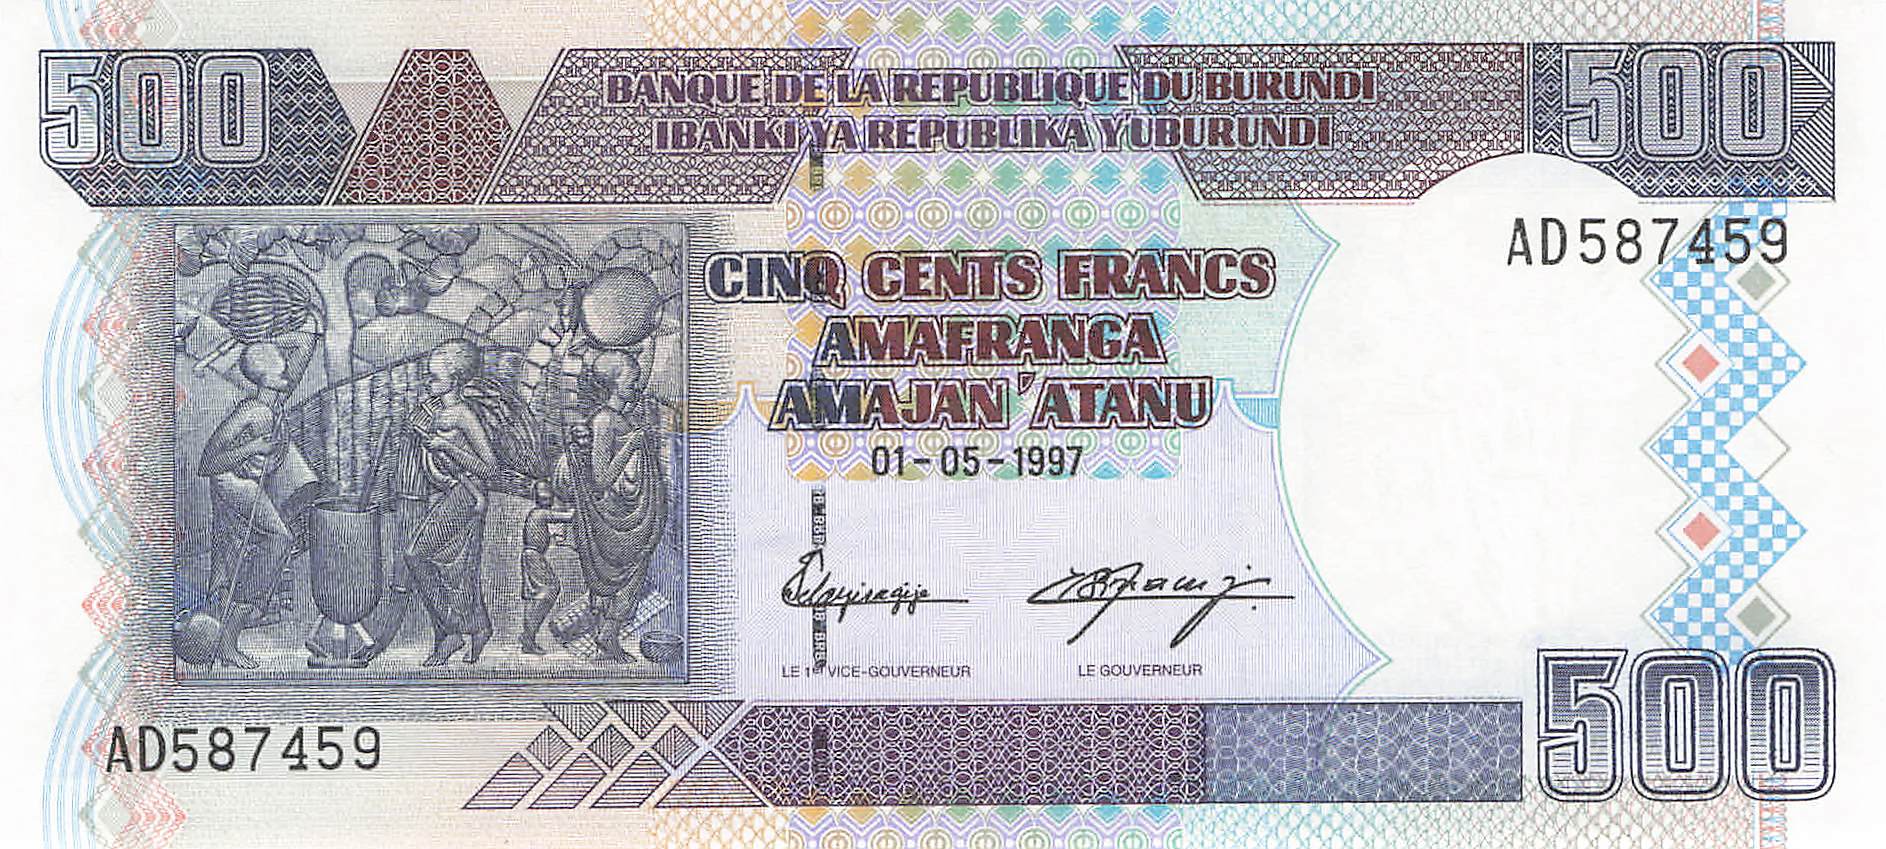 500
500
BANQUE DE LA REPUBLIQUE DU BURUNDI
IBANKI YA REPUBLIKA Y'UBURUNDI
AD587459
CINQ CENTS FRANCS
AMAFRANGA
AMAJAN'ATANU
01-05-1997
LE 1er VICE-GOUVERNEUR
LE GOUVERNEUR
AD587459
500